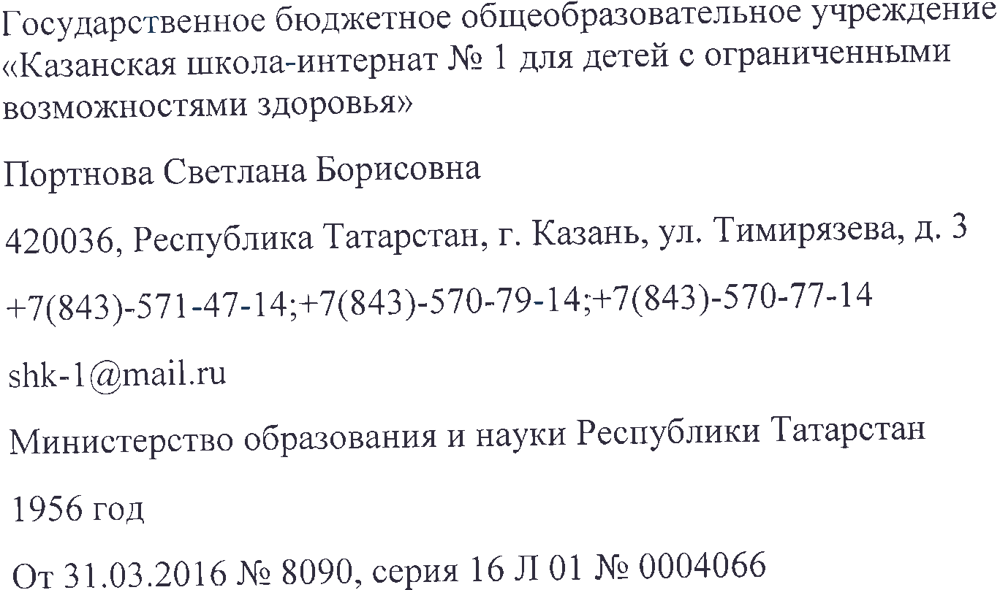 Государственное бюджетное общеобразовательное учреждение
«Казанская школа-интернат № 1 для детей с ограниченными
возможностями здоровья»
Портнова Светлана Борисовна
420036, Республика Татарстан, г. Казань, ул. Тимирязева, д. 3
+7(843)-571-47-14;+7(843)-570-79-14;+7(843)-570-77-14
shk-1@mail.ru
Министерство образования и науки Республики Татарстан
1956 год
От 31.03.2016 № 8090, серия 16 Л 01 № 0004066